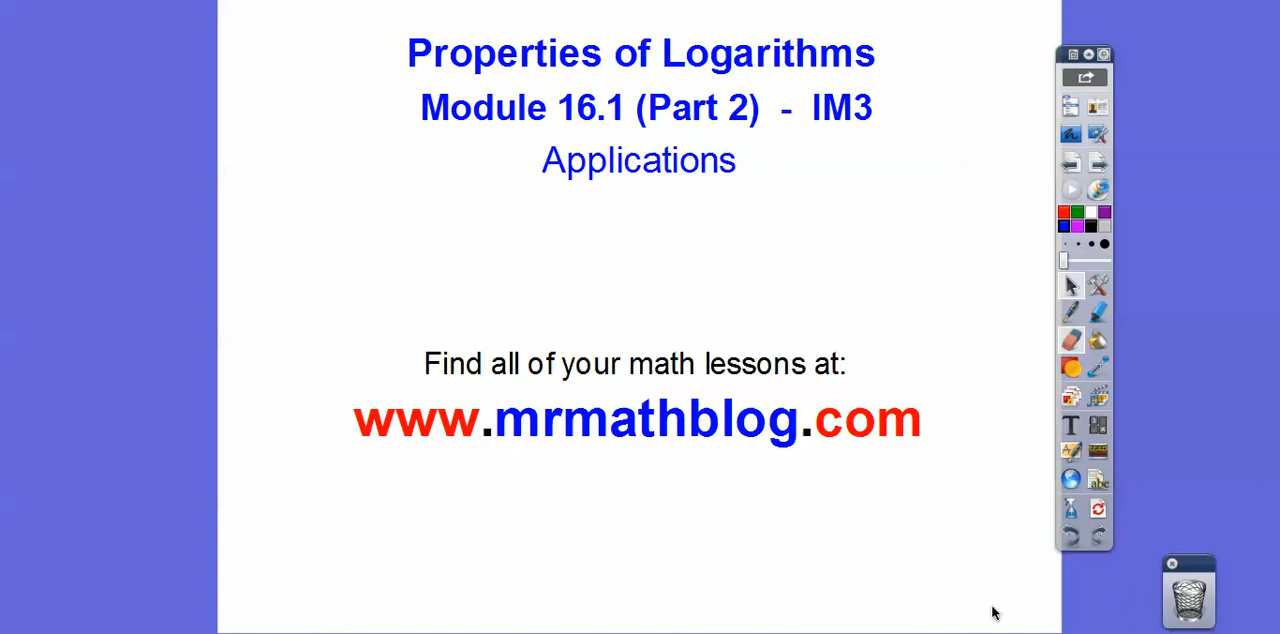 Properties of Logarithms
Module 16.1 (Part 2) - IM3
Applications
Find all of your math lessons at:
www.mrmathblog.com